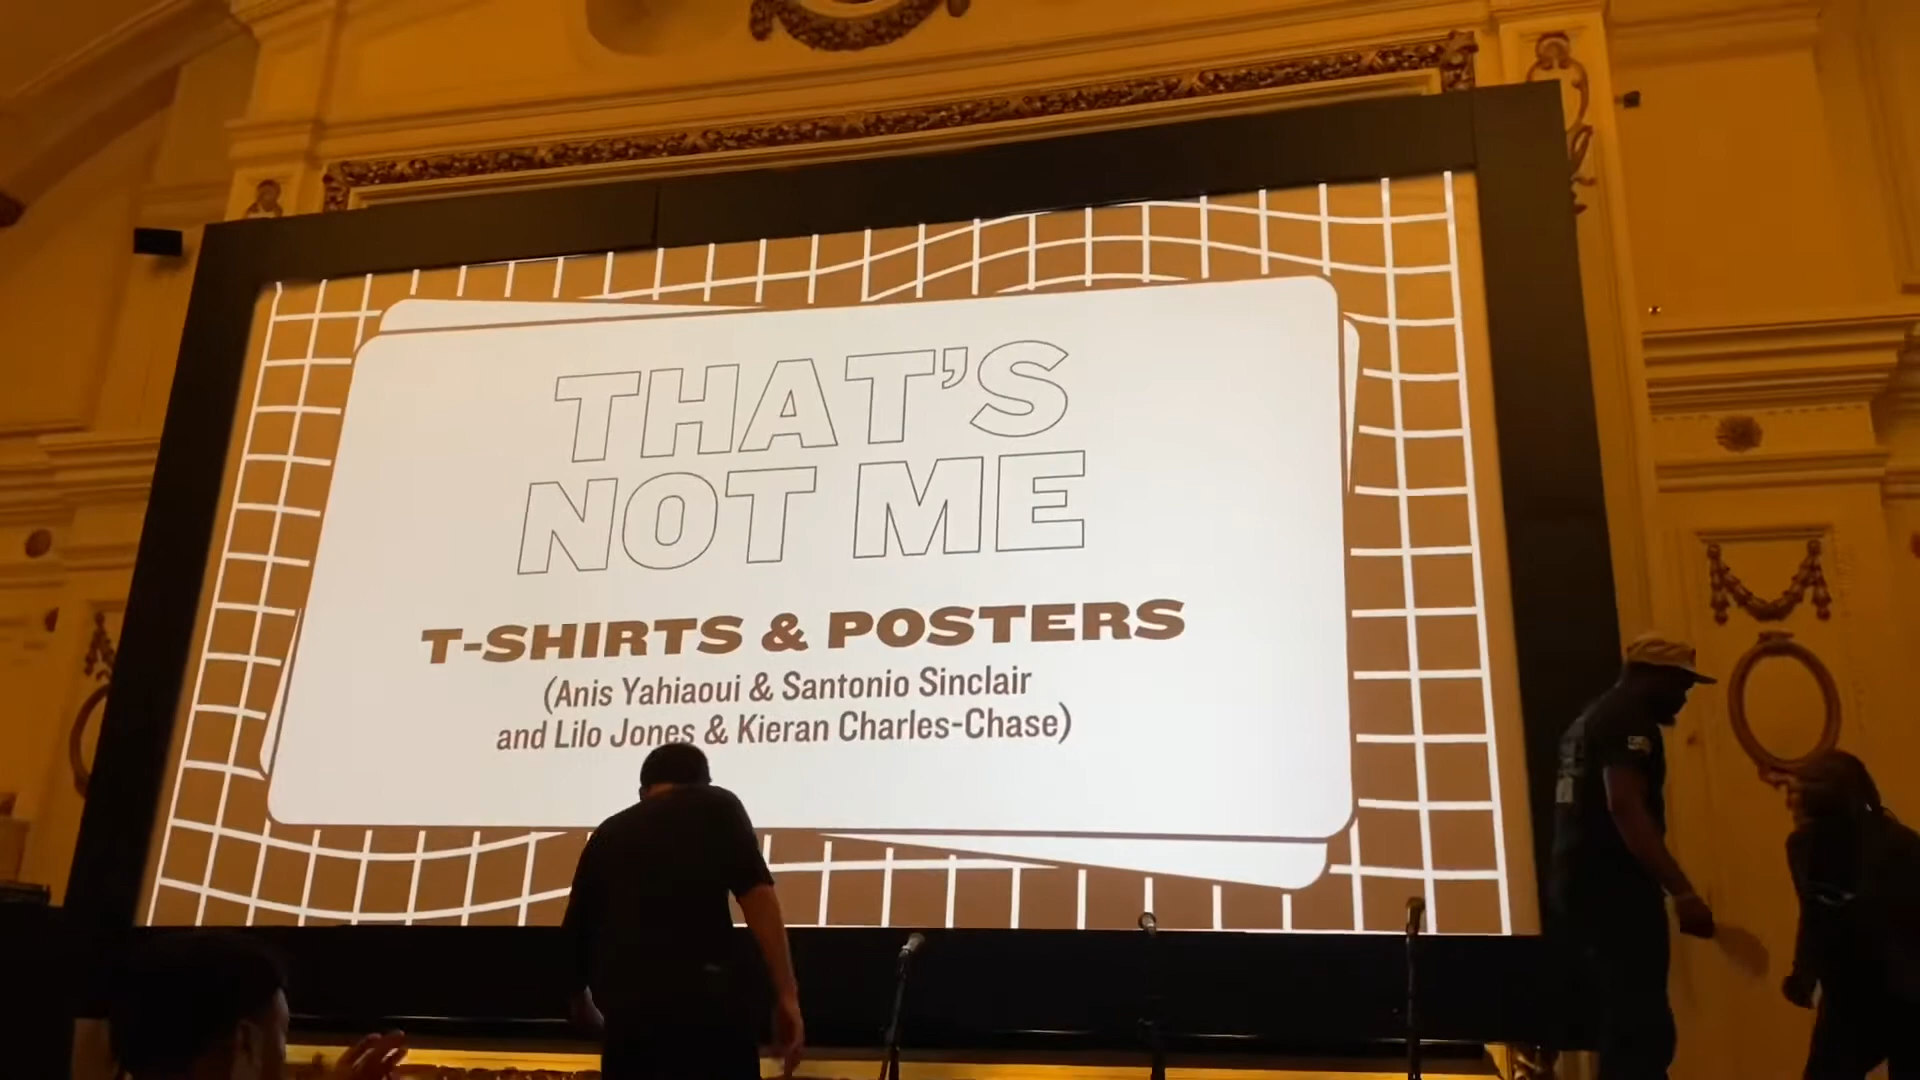 THAT'S
NOT ME
T-SHIRTS & POSTERS
(Anis Yahiaoui & Santonio Sinclair
and Lilo Jones & Kieran Charles-Chase)